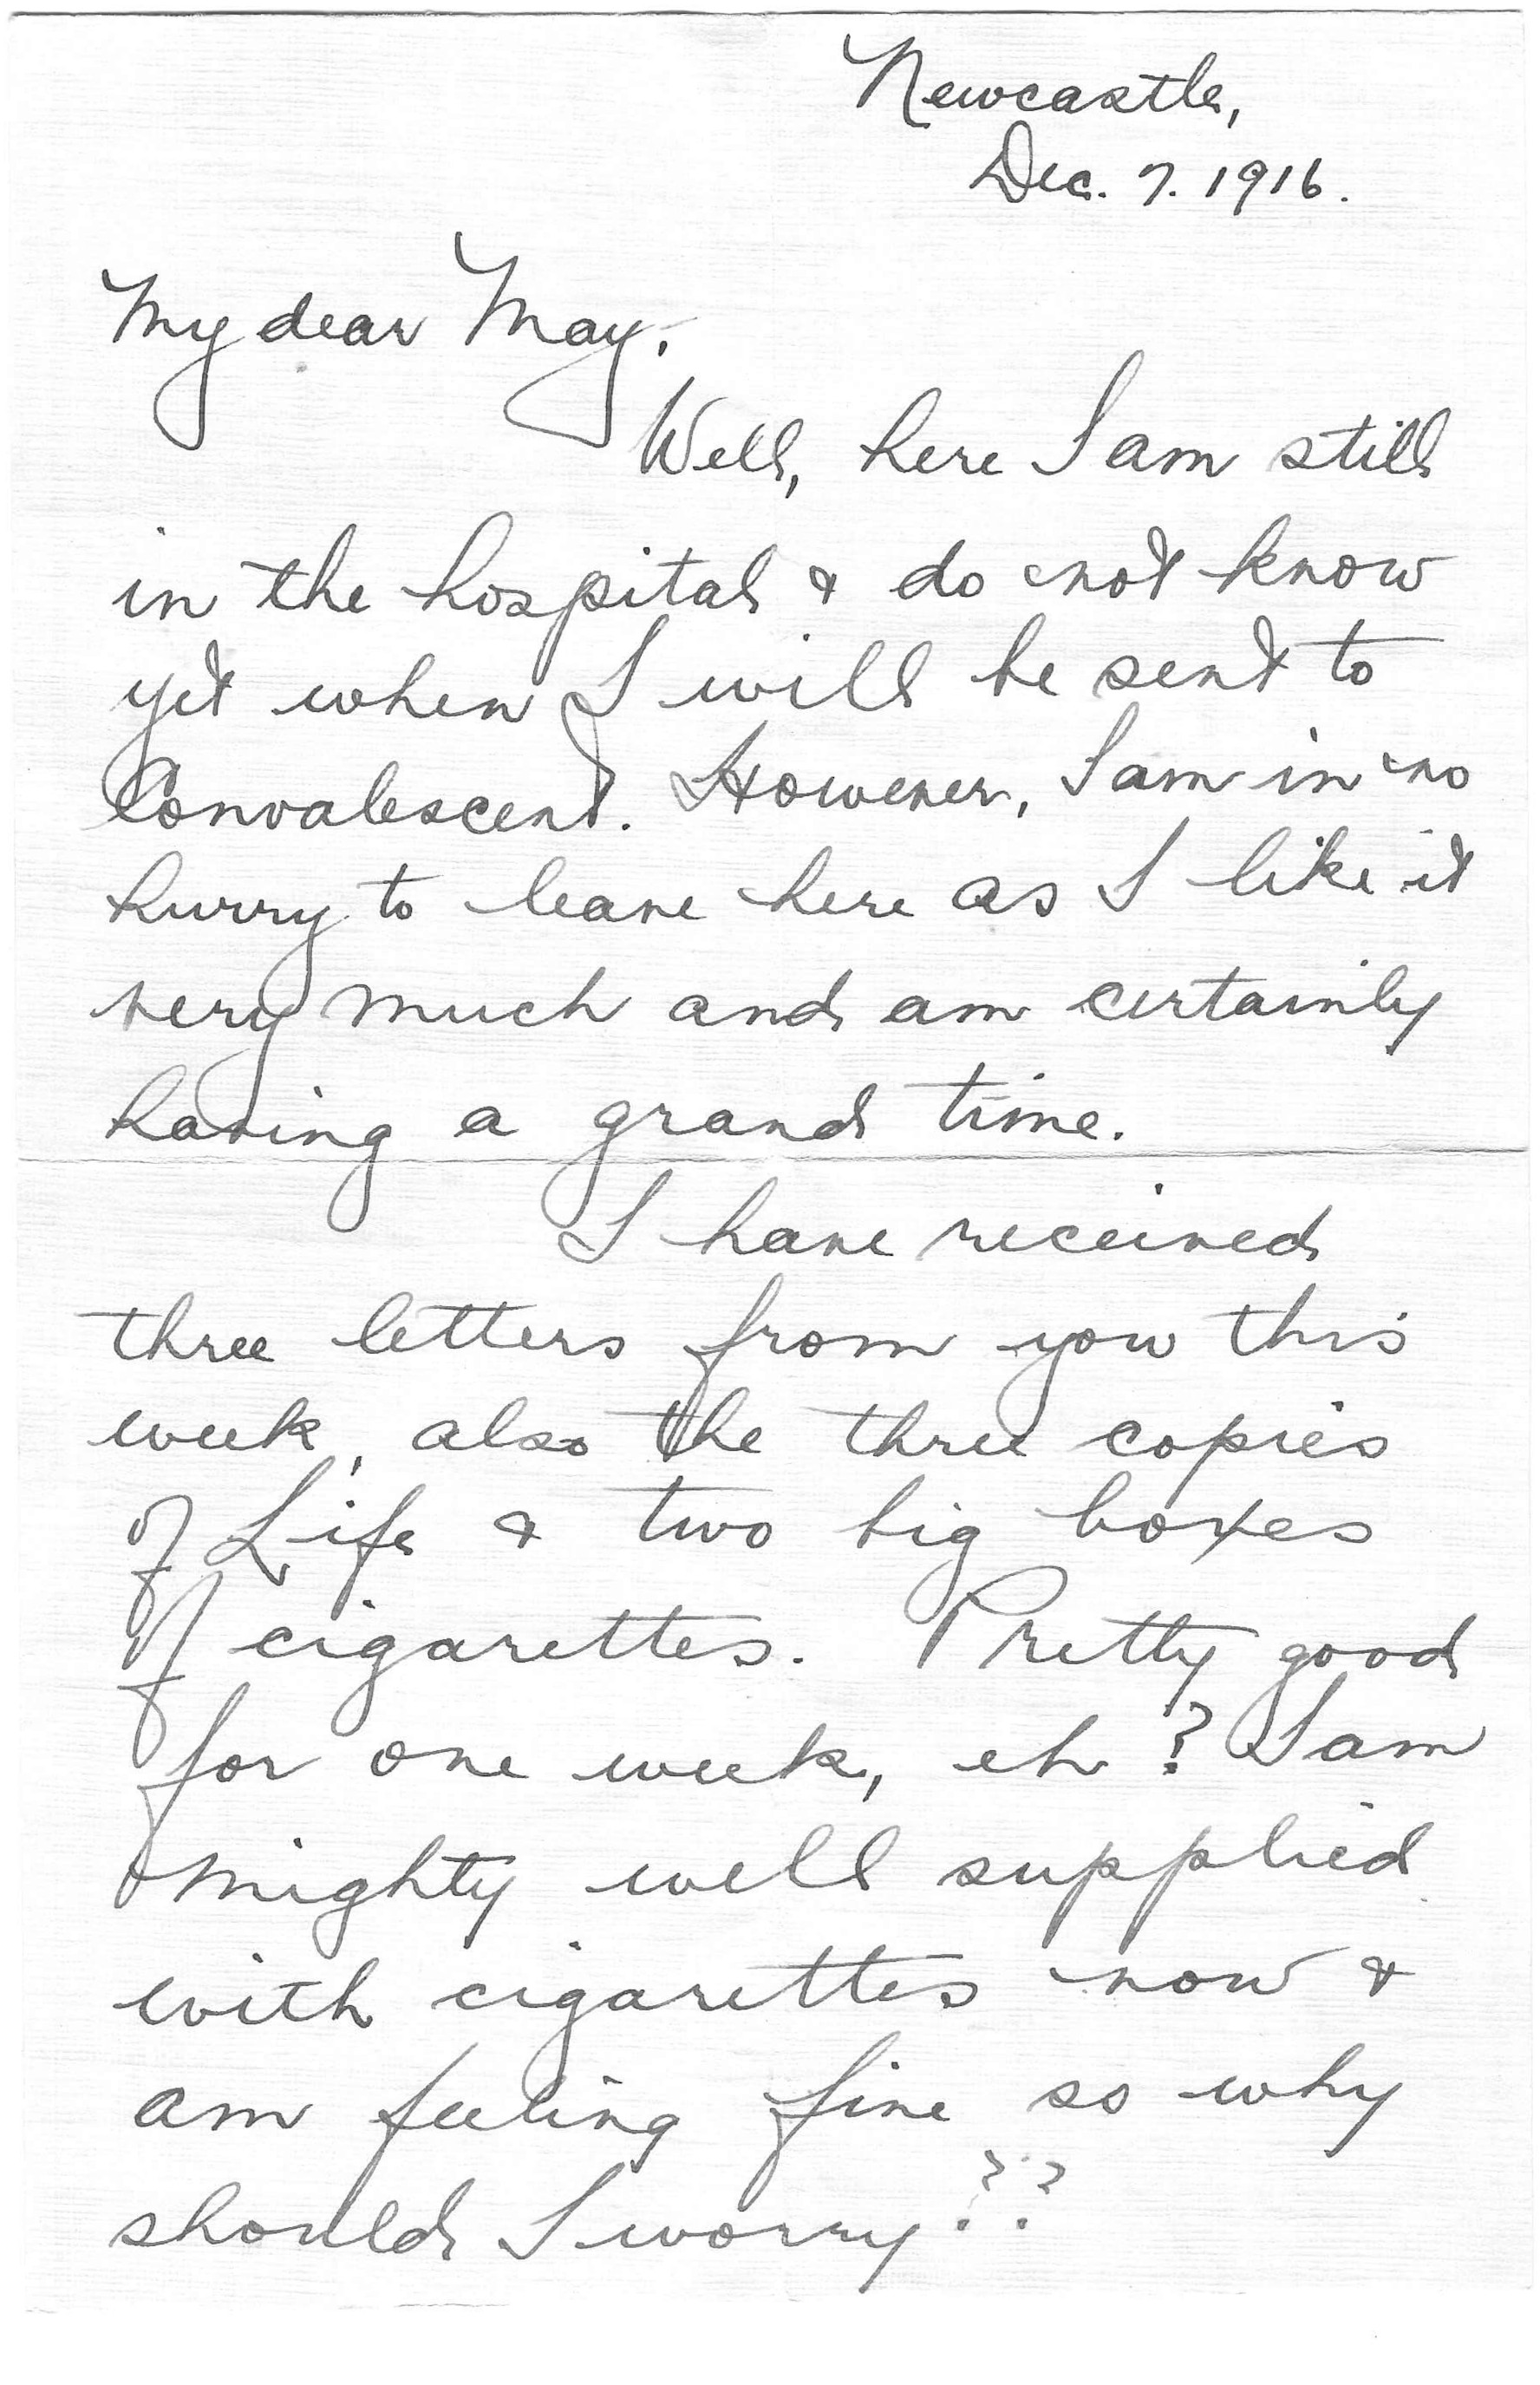 Newcastle,
Dec. 7. 1916.
My dear May,
Well, here I am still
in the hospital & do not know
yet when I will be sent to
Convalescent. However, I am in no
hurry to leave here as I like it
very much and am certainly
having a grand time.
I have received
three letters from you this
week, also the three copies
of Life & two big boxes
of cigarettes. Pretty good
for one week, eh? I am
mighty well supplied
with cigarettes now &
am feeling fine so why
should I worry??